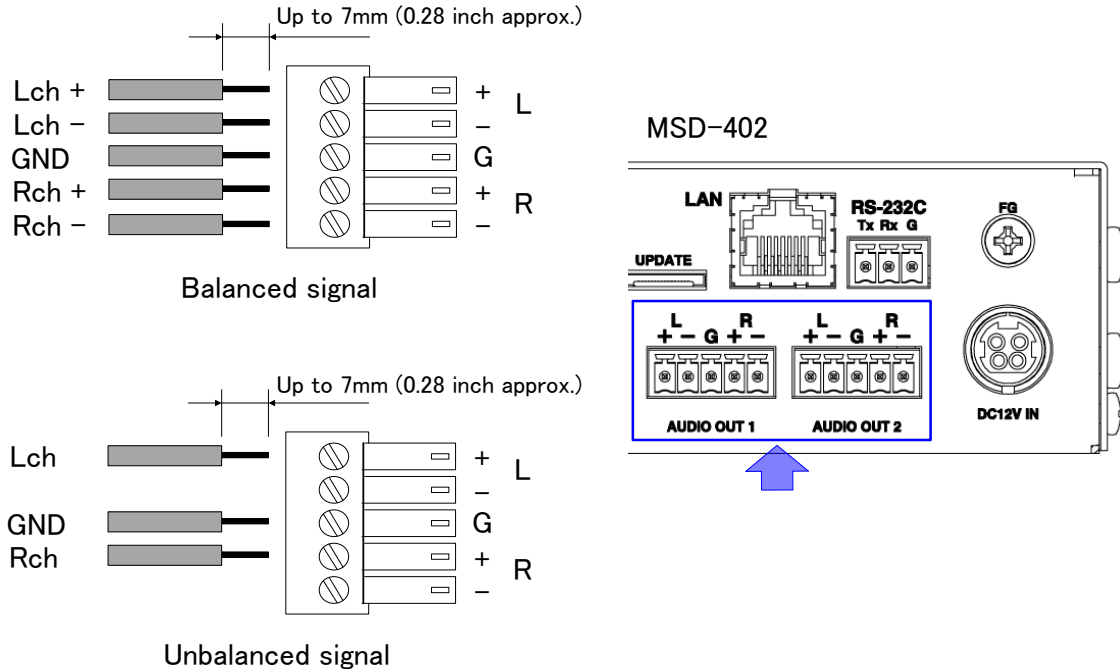 Up to 7mm (0.28 inch approx.)
Lch + + L
Lch - -
GND G
Rch + + R
Rch - -
Balanced signal
Up to 7mm (0.28 inch approx.)
Lch + L
-
GND G
Rch + R
-
Unbalanced signal
MSD-402
LAN RS-232C FG
Tx Rx G
UPDATE
L R L R
+ - G + - + - G + -
AUDIO OUT 1 AUDIO OUT 2 DC12V IN